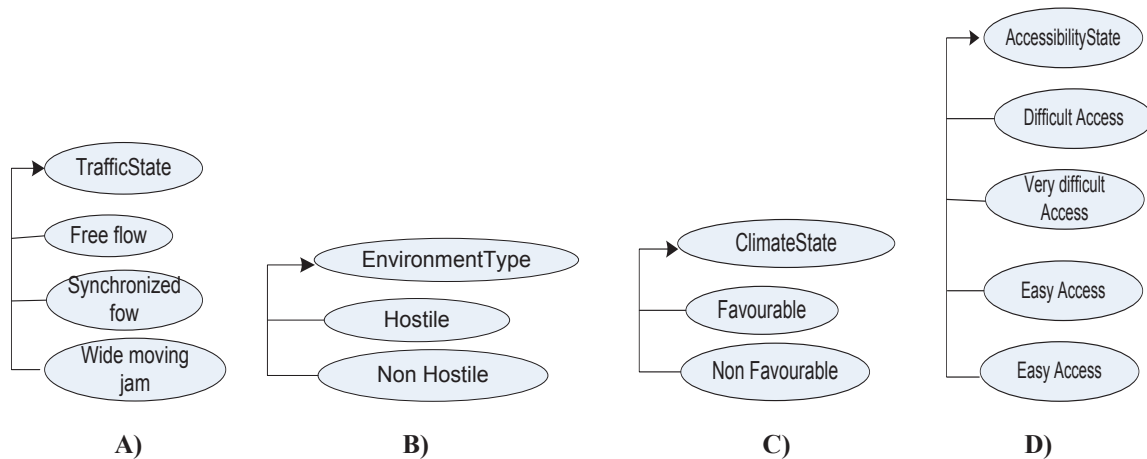 TrafficState
Free flow
Synchronized
fow
Wide moving
jam
A)
EnvironmentType
Hostile
Non Hostile
B)
ClimateState
Favourable
Non Favourable
C)
AccessibilityState
Difficult Access
Very difficult
Access
Easy Access
Easy Access
D)